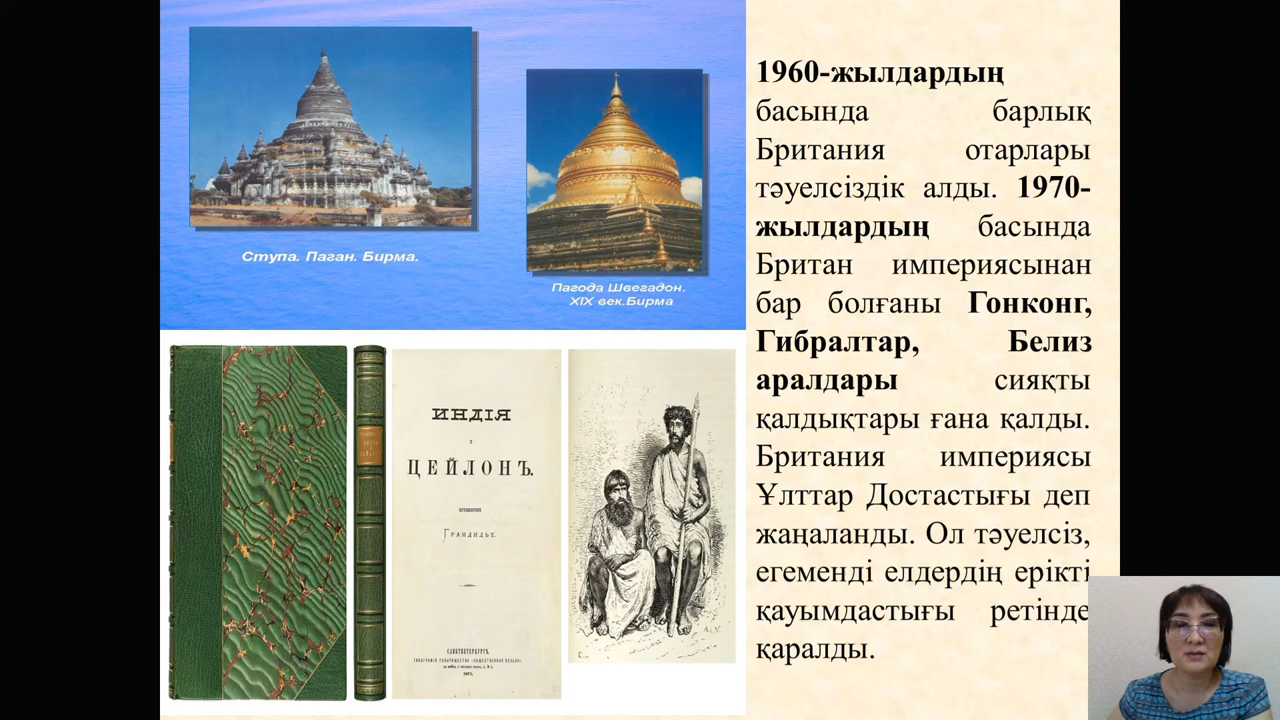 Ступа. Паган. Бирма.
Пагода Швегадон.
XIX век.Бирма
ИНДІЯ
ЦЕЙЛОНЪ.
ГРАНДИДЬЕ.
САНКТПЕТЕРБУРГЪ.
1960-жылдардың
басында барлық
Британия отарлары
тәуелсіздік алды. 1970-
жылдардың басында
Британ империясынан
бар болғаны Гонконг,
Гибралтар, Белиз
аралдары сияқты
қалдықтары ғана қалды.
Британия империясы
Ұлттар Достастығы деп
жаңаланды. Ол тәуелсіз,
егеменді елдердің ерікті
қауымдастығы ретінде
қаралды.